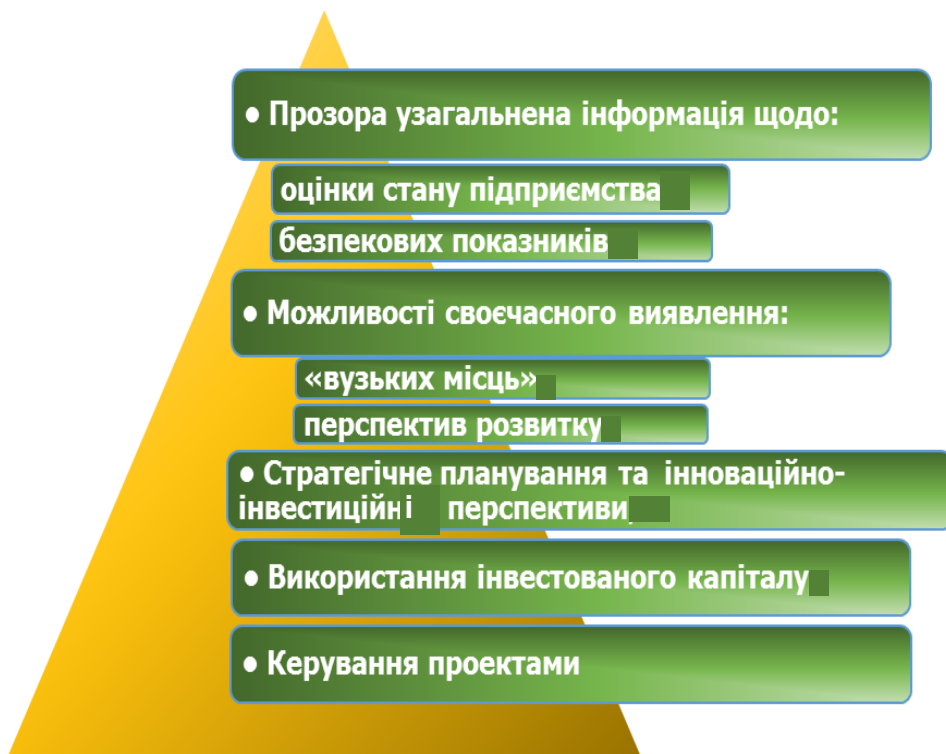 • Прозора узагальнена інформація щодо:
оцінки стану підприємства
безпекових показників
• Можливості своєчасного виявлення:
«вузьких місць»
перспектив розвитку
• Стратегічне планування та інноваційно-
інвестиційні перспективи,
• Використання інвестованого капіталу
• Керування проектами